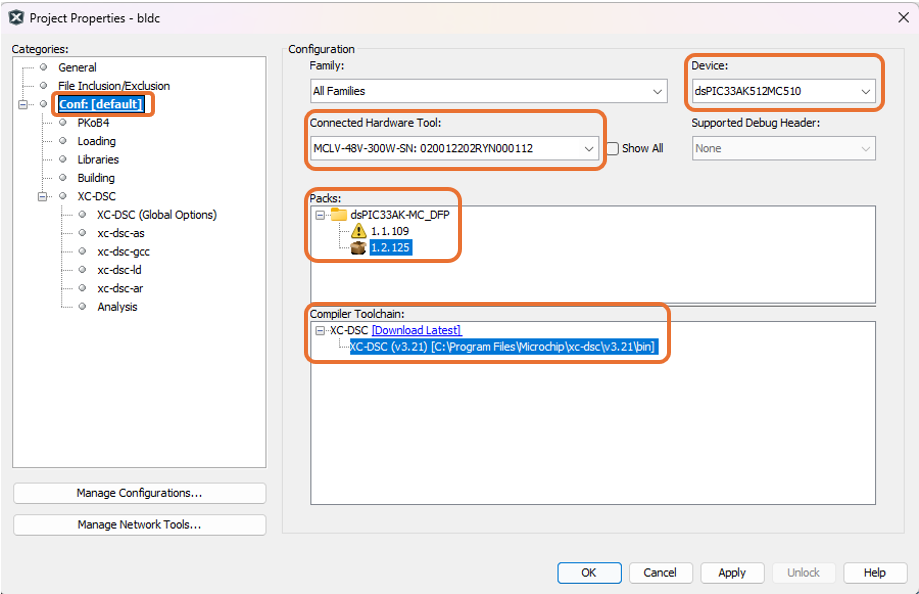 Project Properties - bldc
Categories:
General
File Inclusion/Exclusion
Conf: [default]
PKoB4
Loading
Libraries
Building
XC-DSC
XC-DSC (Global Options)
xc-dsc-as
xc-dsc-gcc
xc-dsc-ld
xc-dsc-ar
Analysis
Manage Configurations...
Manage Network Tools...
Configuration
Family:
All Families
Device:
dsPIC33AK512MC510
Connected Hardware Tool:
MCLV-48V-300W-SN: 020012202RYN000112
Show All
Supported Debug Header:
None
Packs:
dsPIC33AK-MC_DFP
1.1.109
1.2.125
Compiler Toolchain:
XC-DSC [Download Latest]
XC-DSC (v3.21) [C:\Program Files\Microchip\xc-dsc\v3.21\bin]
OK
Cancel
Apply
Unlock
Help